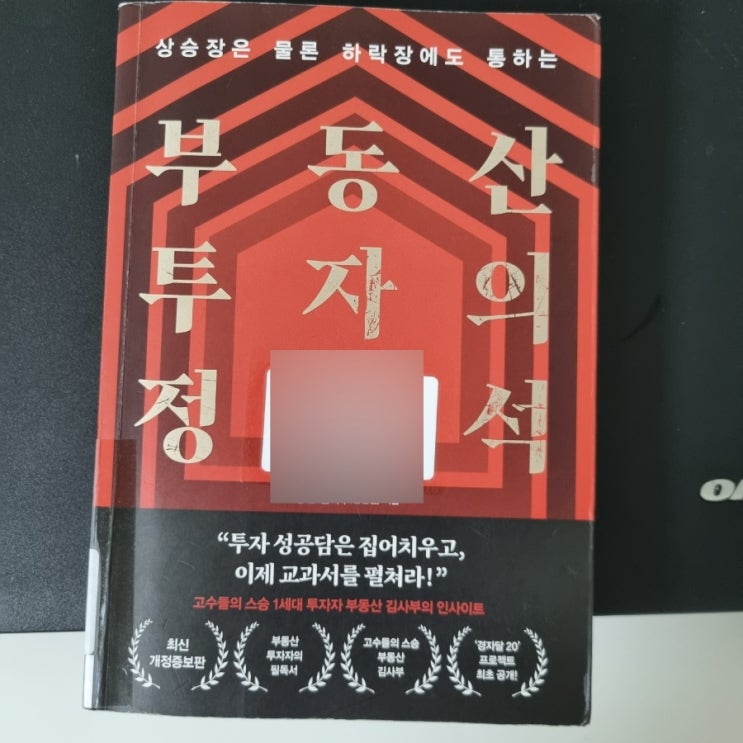 상승장은 물론 하락장에도 통하는
부동산
투자의
정석
“투자 성공담은 집어치우고,
이제 교과서를 펼쳐라!”
고수들의 스승 1세대 투자자 부동산 김사부의 인사이트
최신
개정증보판
부동산
투자자의
필독서
고수들의 스승
부동산
김사부
'경자달 20'
프로젝트
최초 공개!